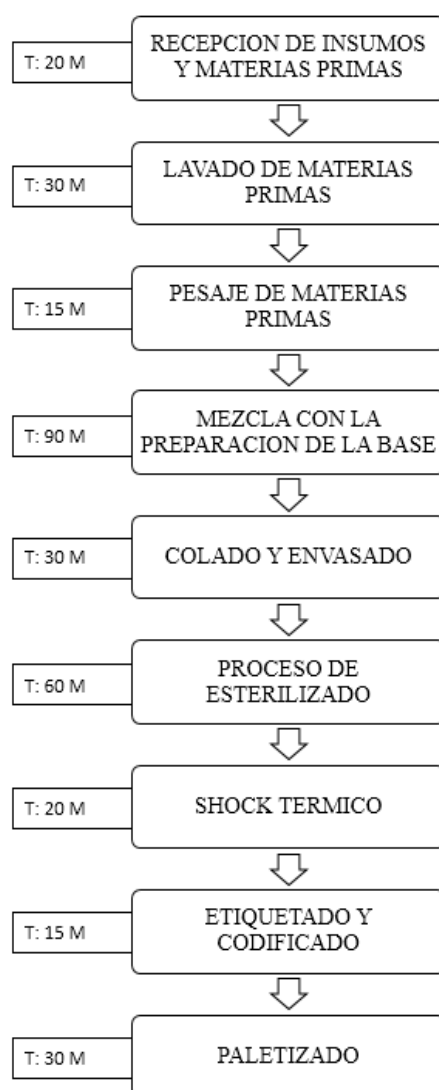 T: 20 M
RECEPCION DE INSUMOS
Y MATERIAS PRIMAS
T: 30 M
LAVADO DE MATERIAS
PRIMAS
T: 15 M
PESAJE DE MATERIAS
PRIMAS
T: 90 M
MEZCLA CON LA
PREPARACION DE LA BASE
T: 30 M
COLADO Y ENVASADO
T: 60 M
PROCESO DE
ESTERILIZADO
T: 20 M
SHOCK TERMICO
T: 15 M
ETIQUETADO Y
CODIFICADO
T: 30 M
PALETIZADO